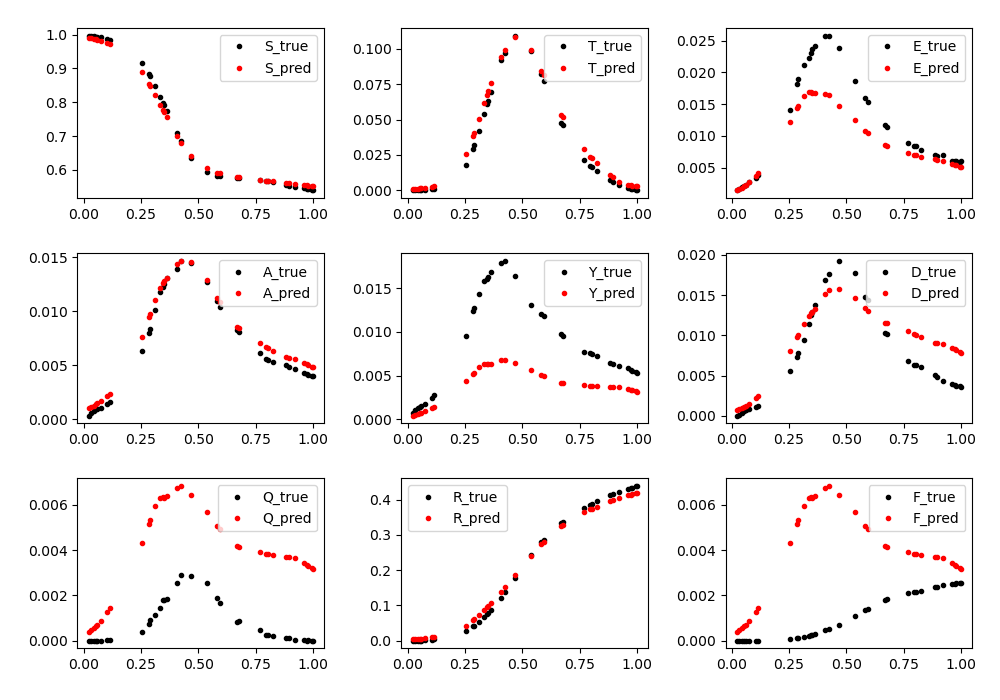 S_true
S_pred
1.0
0.9
0.8
0.7
0.6
0.00 0.25 0.50 0.75 1.00
T_true
T_pred
0.100
0.075
0.050
0.025
0.000
0.00 0.25 0.50 0.75 1.00
E_true
E_pred
0.025
0.020
0.015
0.010
0.005
0.00 0.25 0.50 0.75 1.00
A_true
A_pred
0.015
0.010
0.005
0.000
0.00 0.25 0.50 0.75 1.00
Y_true
Y_pred
0.015
0.010
0.005
0.000
0.00 0.25 0.50 0.75 1.00
D_true
D_pred
0.020
0.015
0.010
0.005
0.000
0.00 0.25 0.50 0.75 1.00
Q_true
Q_pred
0.006
0.004
0.002
0.000
0.00 0.25 0.50 0.75 1.00
R_true
R_pred
0.4
0.3
0.2
0.1
0.0
0.00 0.25 0.50 0.75 1.00
F_true
F_pred
0.006
0.004
0.002
0.000
0.00 0.25 0.50 0.75 1.00